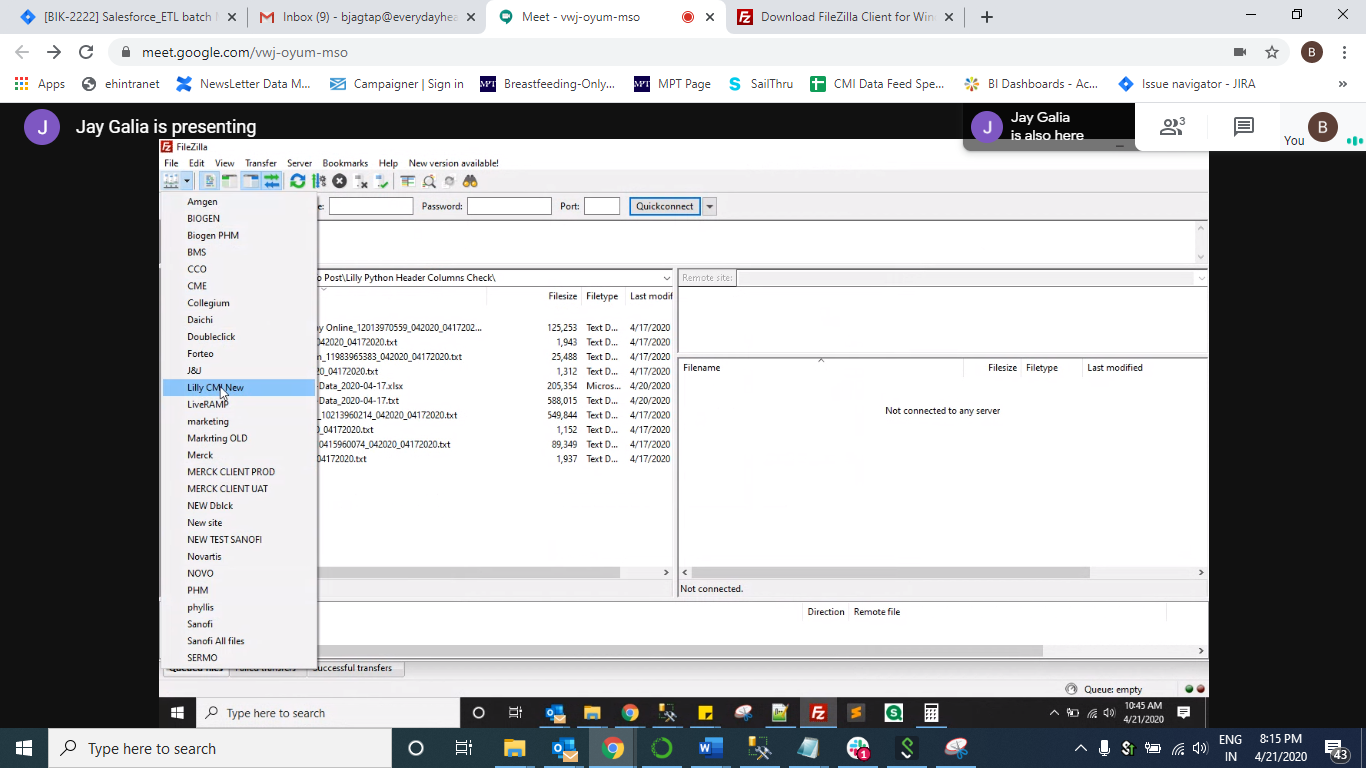 [BIK-2222] Salesforce_ETL batch
Inbox (9) - bjagtap@everydayhea
Meet - vwj-oyum-mso
Download FileZilla Client for Win
meet.google.com/vwj-oyum-mso
B
Apps
ehintranet
NewsLetter Data M...
Campaigner | Sign in
MPT
Breastfeeding-Only...
MPT
MPT Page
SailThru
CMI Data Feed Spe...
BI Dashboards - Ac...
Issue navigator - JIRA
J
Jay Galia is presenting
J
Jay Galia
is also here
3
You
B
FileZilla
File Edit View Transfer Server Bookmarks Help New version available!
Password:
Port:
Quickconnect
Amgen
BIOGEN
Biogen PHM
BMS
CCO
CME
Collegium
Daichi
Doubleclick
Forteo
J&J
Lilly CMI New
LiveRAMP
marketing
Markrting OLD
Merck
MERCK CLIENT PROD
MERCK CLIENT UAT
NEW Dblck
New site
NEW TEST SANOFI
Novartis
NOVO
PHM
phyllis
Sanofi
Sanofi All files
SERMO
o Post\Lilly Python Header Columns Check\
Filesize Filetype Last modif
y Online_12013970559_042020_0417202... 125,253 Text D... 4/17/2020
042020_04172020.txt 1,943 Text D... 4/17/2020
_11983965383_042020_04172020.txt 25,488 Text D... 4/17/2020
20_04172020.txt 1,312 Text D... 4/17/2020
-Data_2020-04-17.xlsx 205,354 Micros... 4/20/2020
-Data_2020-04-17.txt 588,015 Text D... 4/20/2020
_10213960214_042020_04172020.txt 549,844 Text D... 4/17/2020
0_04172020.txt 1,152 Text D... 4/17/2020
0415960074_042020_04172020.txt 89,349 Text D... 4/17/2020
04172020.txt 1,937 Text D... 4/17/2020
Remote site:
Filename Filesize Filetype Last modified
Not connected to any server
Not connected.
Direction Remote file
Queued files Failed transfers Successful transfers
Queue: empty
Type here to search
10:45 AM
4/21/2020
Type here to search
1
ENG
IN
8:15 PM
4/21/2020
43